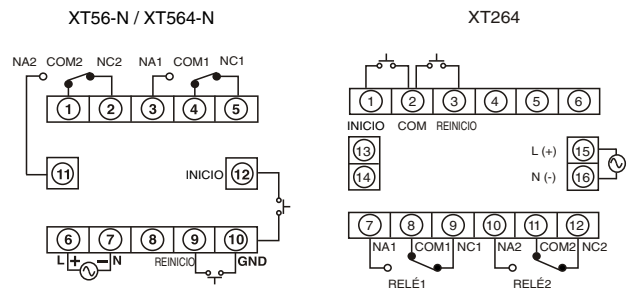 XT56-N / XT564-N
XT264
NA2 COM2 NC2 NA1 COM1 NC1
1 2 3 4 5
11
INICIO 12
6 7 8 9 10
L + – N REINICIO GND
1 2 3 4 5 6
INICIO COM REINICIO
13
14
L (+) 15
N (-) 16
7 8 9 10 11 12
NA1 COM1 NC1 NA2 COM2 NC2
RELÉ1 RELÉ2